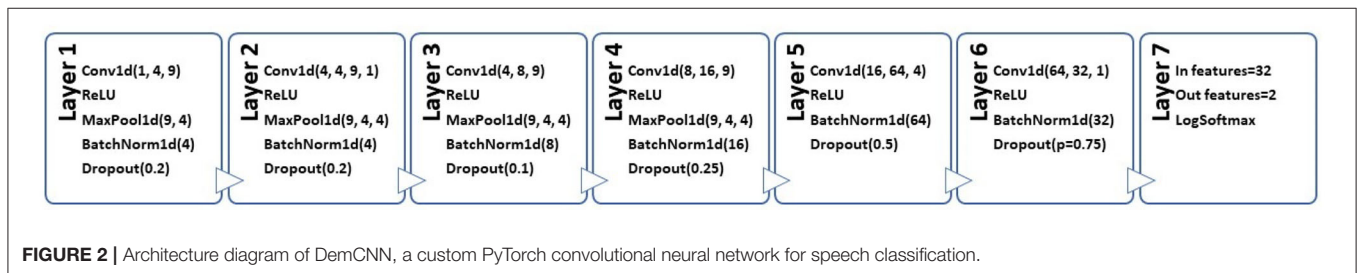 Layer 1
Conv1d(1, 4, 9)
ReLU
MaxPool1d(9, 4)
BatchNorm1d(4)
Dropout(0.2)
Layer 2
Conv1d(4, 4, 9, 1)
ReLU
MaxPool1d(9, 4, 4)
BatchNorm1d(4)
Dropout(0.2)
Layer 3
Conv1d(4, 8, 9)
ReLU
MaxPool1d(9, 4, 4)
BatchNorm1d(8)
Dropout(0.1)
Layer 4
Conv1d(8, 16, 9)
ReLU
MaxPool1d(9, 4, 4)
BatchNorm1d(16)
Dropout(0.25)
Layer 5
Conv1d(16, 64, 4)
ReLU
BatchNorm1d(64)
Dropout(0.5)
Layer 6
Conv1d(64, 32, 1)
ReLU
BatchNorm1d(32)
Dropout(p=0.75)
Layer 7
In features=32
Out features=2
LogSoftmax
FIGURE 2 | Architecture diagram of DemCNN, a custom PyTorch convolutional neural network for speech classification.